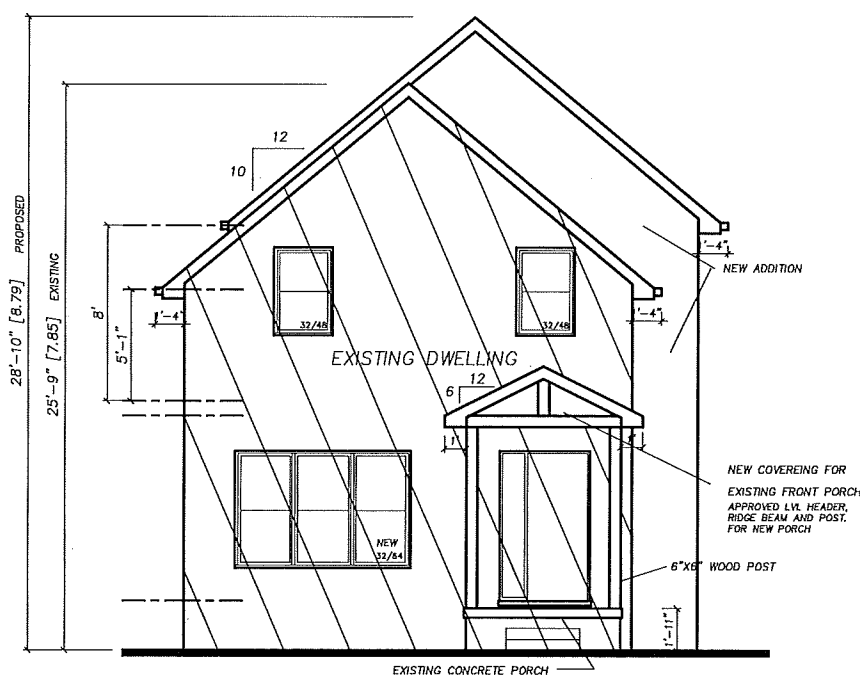 12
10
28'-10" [8.79] PROPOSED
25'-9" [7.85] EXISTING
8'
5'-1"
1'-4"
1'-4"
1'-4"
NEW ADDITION
32/48
32/48
EXISTING DWELLING
12
6
1'
1'
NEW COVEREING FOR
EXISTING FRONT PORCH
APPROVED LVL HEADER,
RIDGE BEAM AND POST.
FOR NEW PORCH
NEW
32/64
6"X6" WOOD POST
1'-11"
EXISTING CONCRETE PORCH